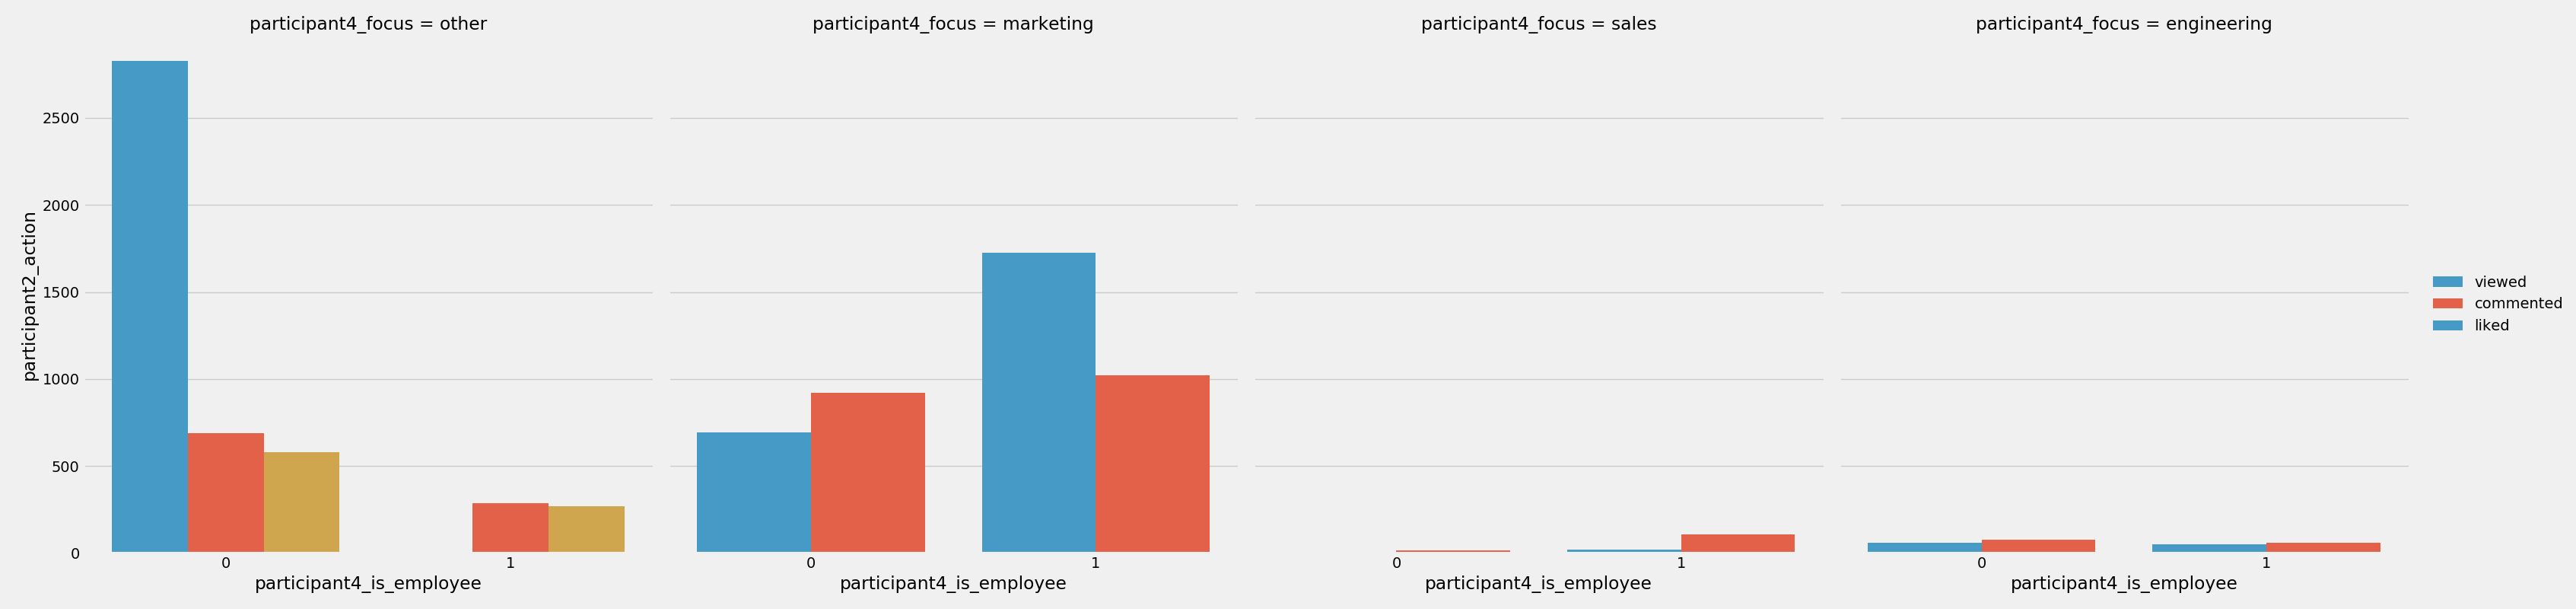 participant4_focus = other
participant4_focus = marketing
participant4_focus = sales
participant4_focus = engineering
participant2_action
2500
2000
1500
1000
500
0
0 1
0 1
0 1
0 1
participant4_is_employee
participant4_is_employee
participant4_is_employee
participant4_is_employee
viewed
commented
liked